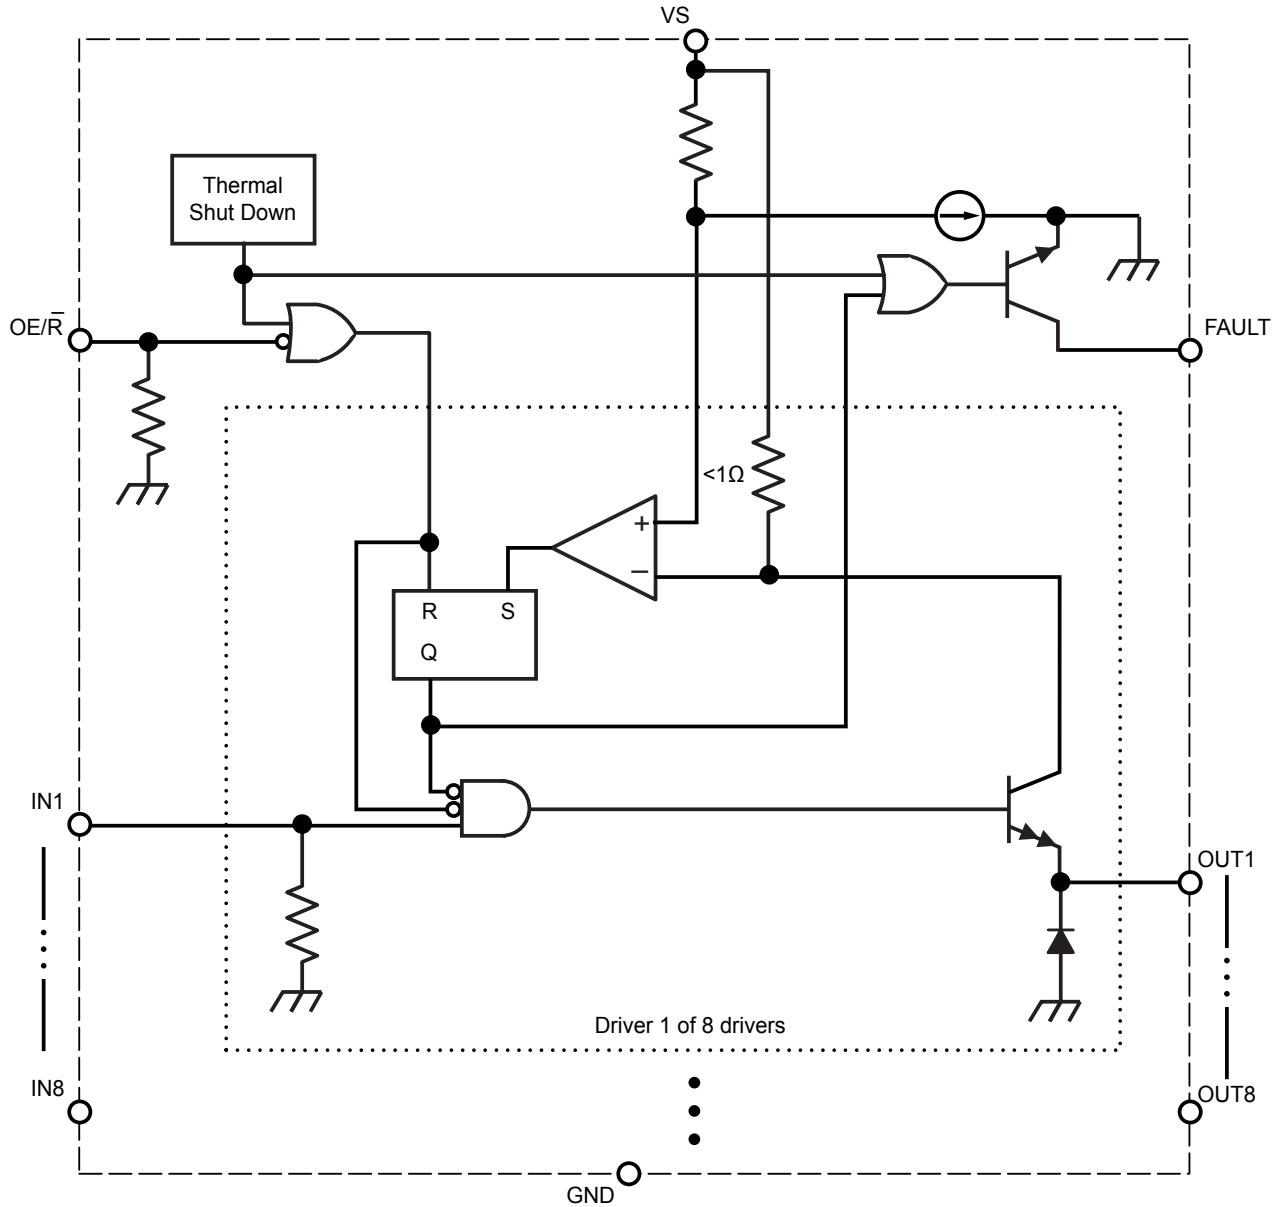 VS
Thermal
Shut Down
OE/R̅
FAULT
<1Ω
+
−
R S
Q
IN1
OUT1
Driver 1 of 8 drivers
IN8
OUT8
GND